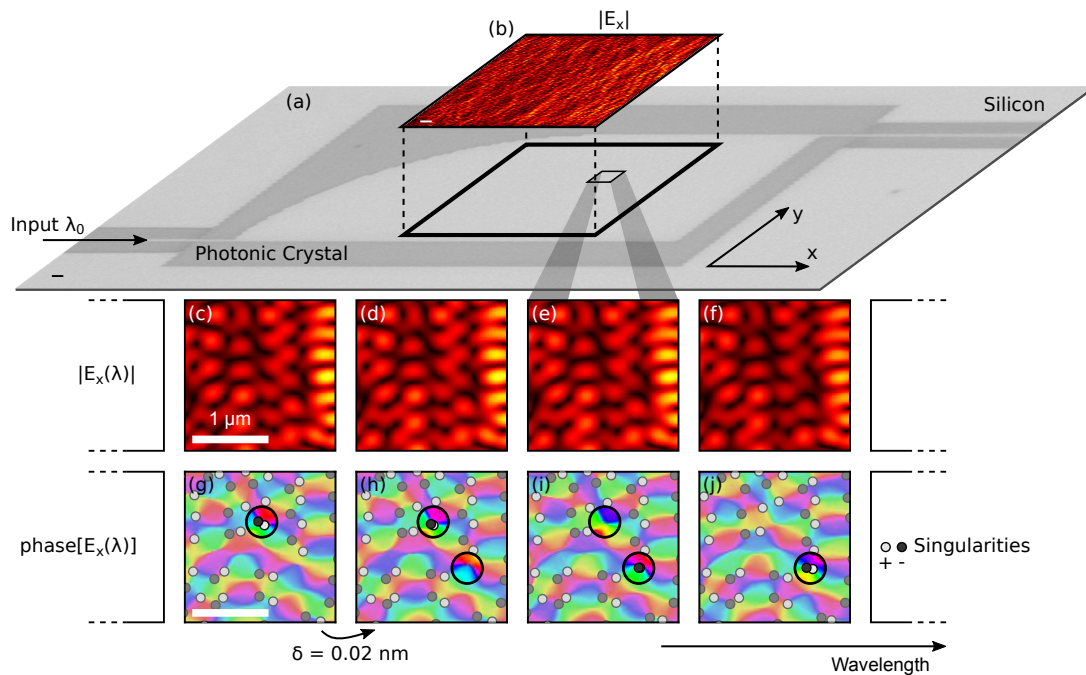 (b)
|Eₓ|
(a)
Silicon
Input λ₀
y
Photonic Crystal
x
(c)
(d)
(e)
(f)
|Eₓ(λ)|
1 μm
(g)
(h)
(i)
(j)
phase[Eₓ(λ)]
Singularities
+ -
δ = 0.02 nm
Wavelength